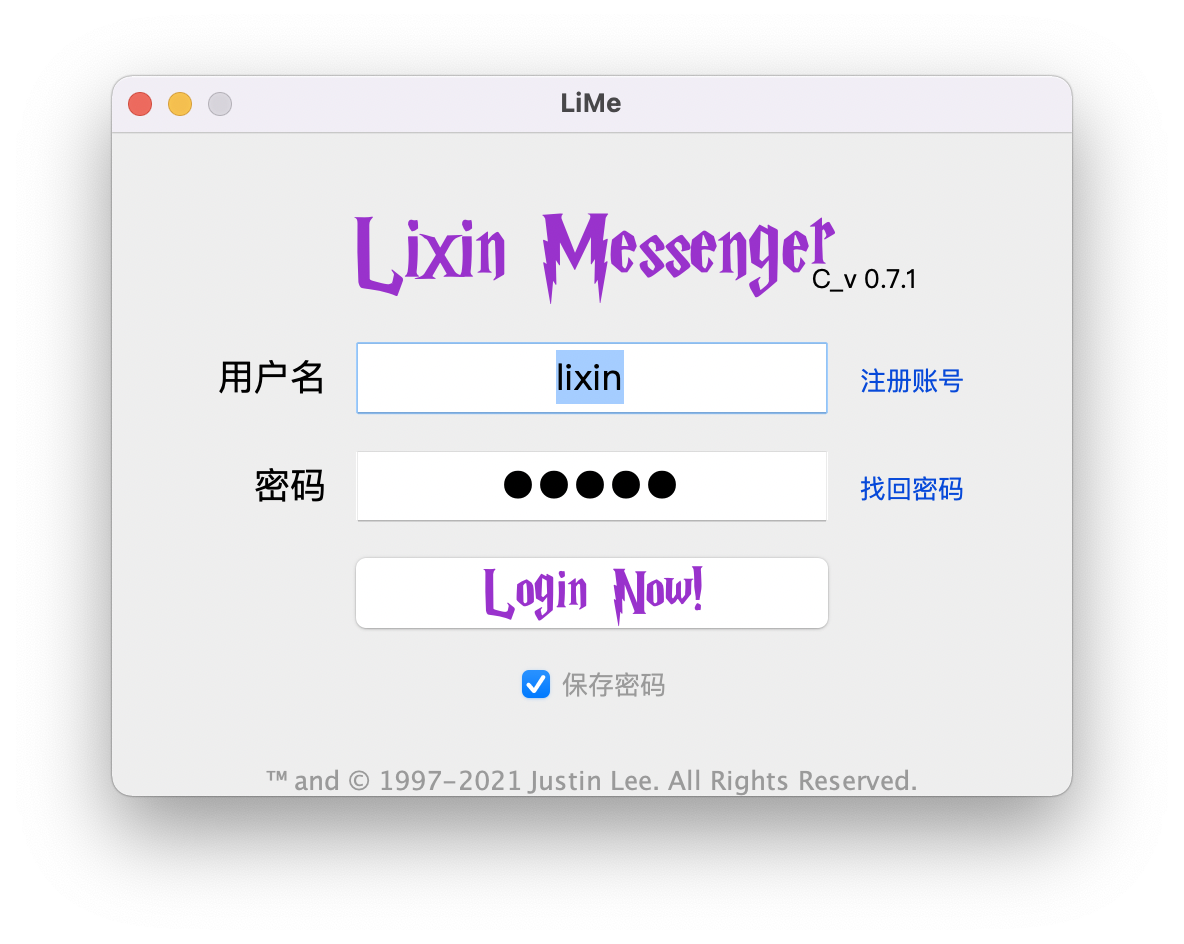 LiMe
Lixin Messenger
C_v 0.7.1
用户名 lixin 注册账号
密码 ●●●●● 找回密码
Login Now!
保存密码
™ and © 1997-2021 Justin Lee. All Rights Reserved.